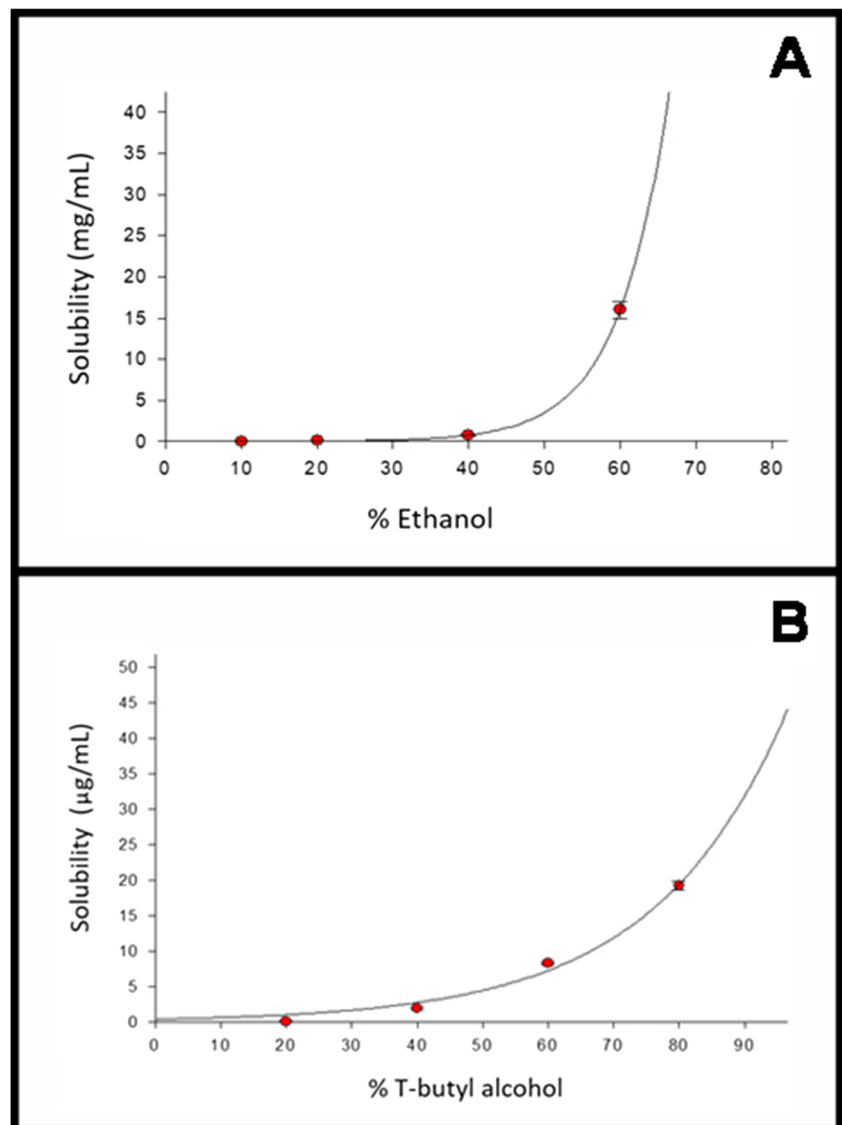 A
Solubility (mg/mL)
40
35
30
25
20
15
10
5
0
0 10 20 30 40 50 60 70 80
% Ethanol
B
Solubility (µg/mL)
50
45
40
35
30
25
20
15
10
5
0
0 10 20 30 40 50 60 70 80 90
% T-butyl alcohol